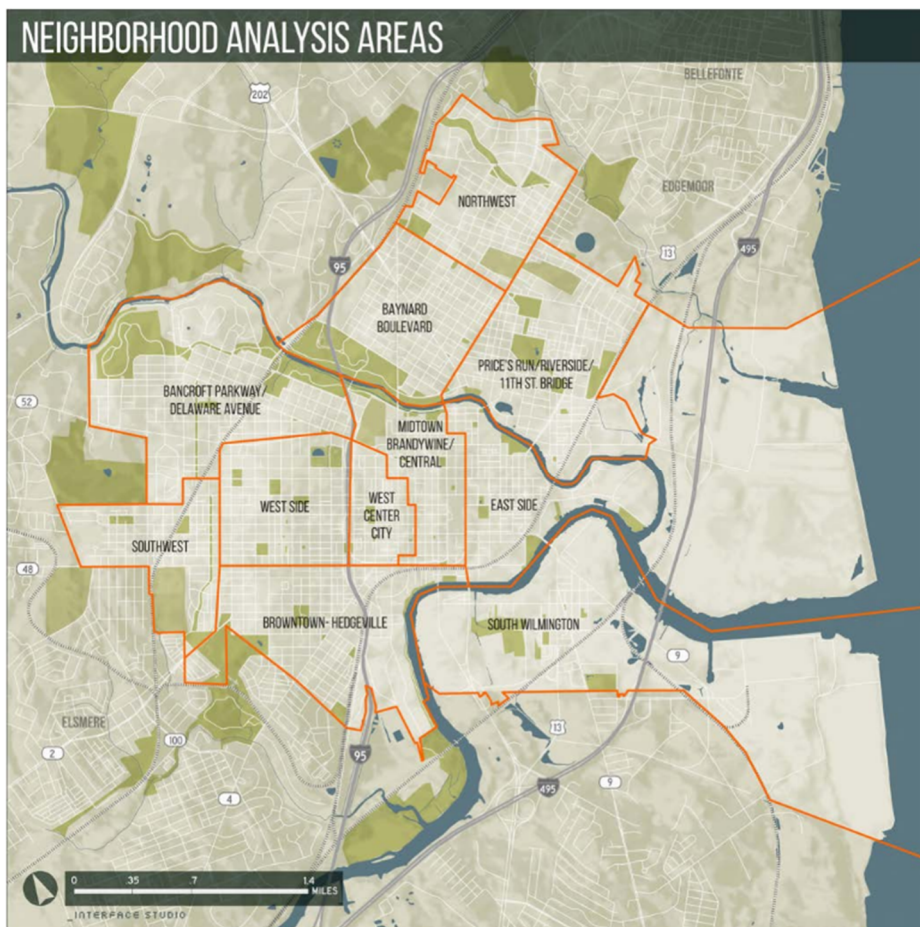 NEIGHBORHOOD ANALYSIS AREAS
BELLEFONTE
202
EDGEMOOR
NORTHWEST
13
495
95
BAYNARD
BOULEVARD
PRICE'S RUN/RIVERSIDE/
11TH ST. BRIDGE
BANCROFT PARKWAY/
DELAWARE AVENUE
52
MIDTOWN
BRANDYWINE/
CENTRAL
WEST SIDE
WEST
CENTER
CITY
EAST SIDE
SOUTHWEST
48
BROWNTOWN- HEDGEVILLE
SOUTH WILMINGTON
9
ELSMERE
100
2
13
95
9
495
4
0 .35 .7 1.4
MILES
_INTERFACE STUDIO